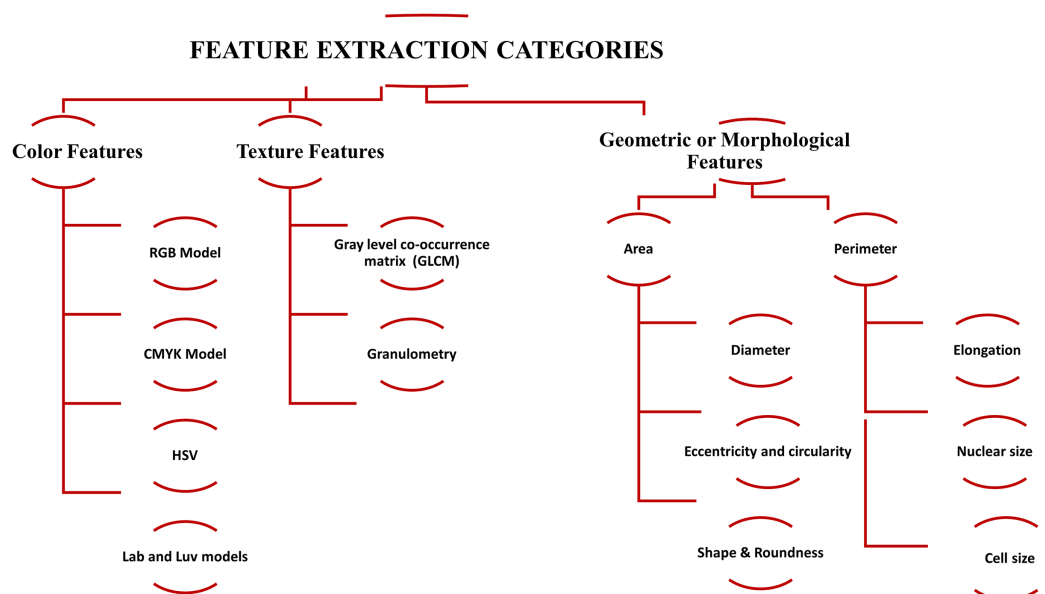 FEATURE EXTRACTION CATEGORIES
Color Features
Texture Features
Geometric or Morphological
Features
RGB Model
CMYK Model
HSV
Lab and Luv models
Gray level co-occurrence
matrix (GLCM)
Granulometry
Area
Perimeter
Diameter
Eccentricity and circularity
Shape & Roundness
Elongation
Nuclear size
Cell size